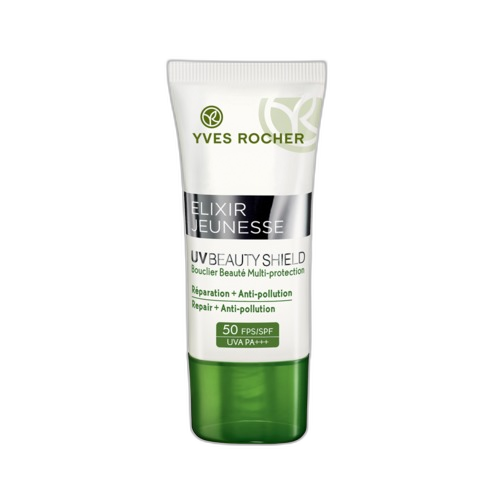 YVES ROCHER
ELIXIR
JEUNESSE
UV BEAUTY SHIELD
Bouclier Beauté Multi-protection
Réparation + Anti-pollution
Repair + Anti-pollution
50 FPS/SPF
UVA PA+++